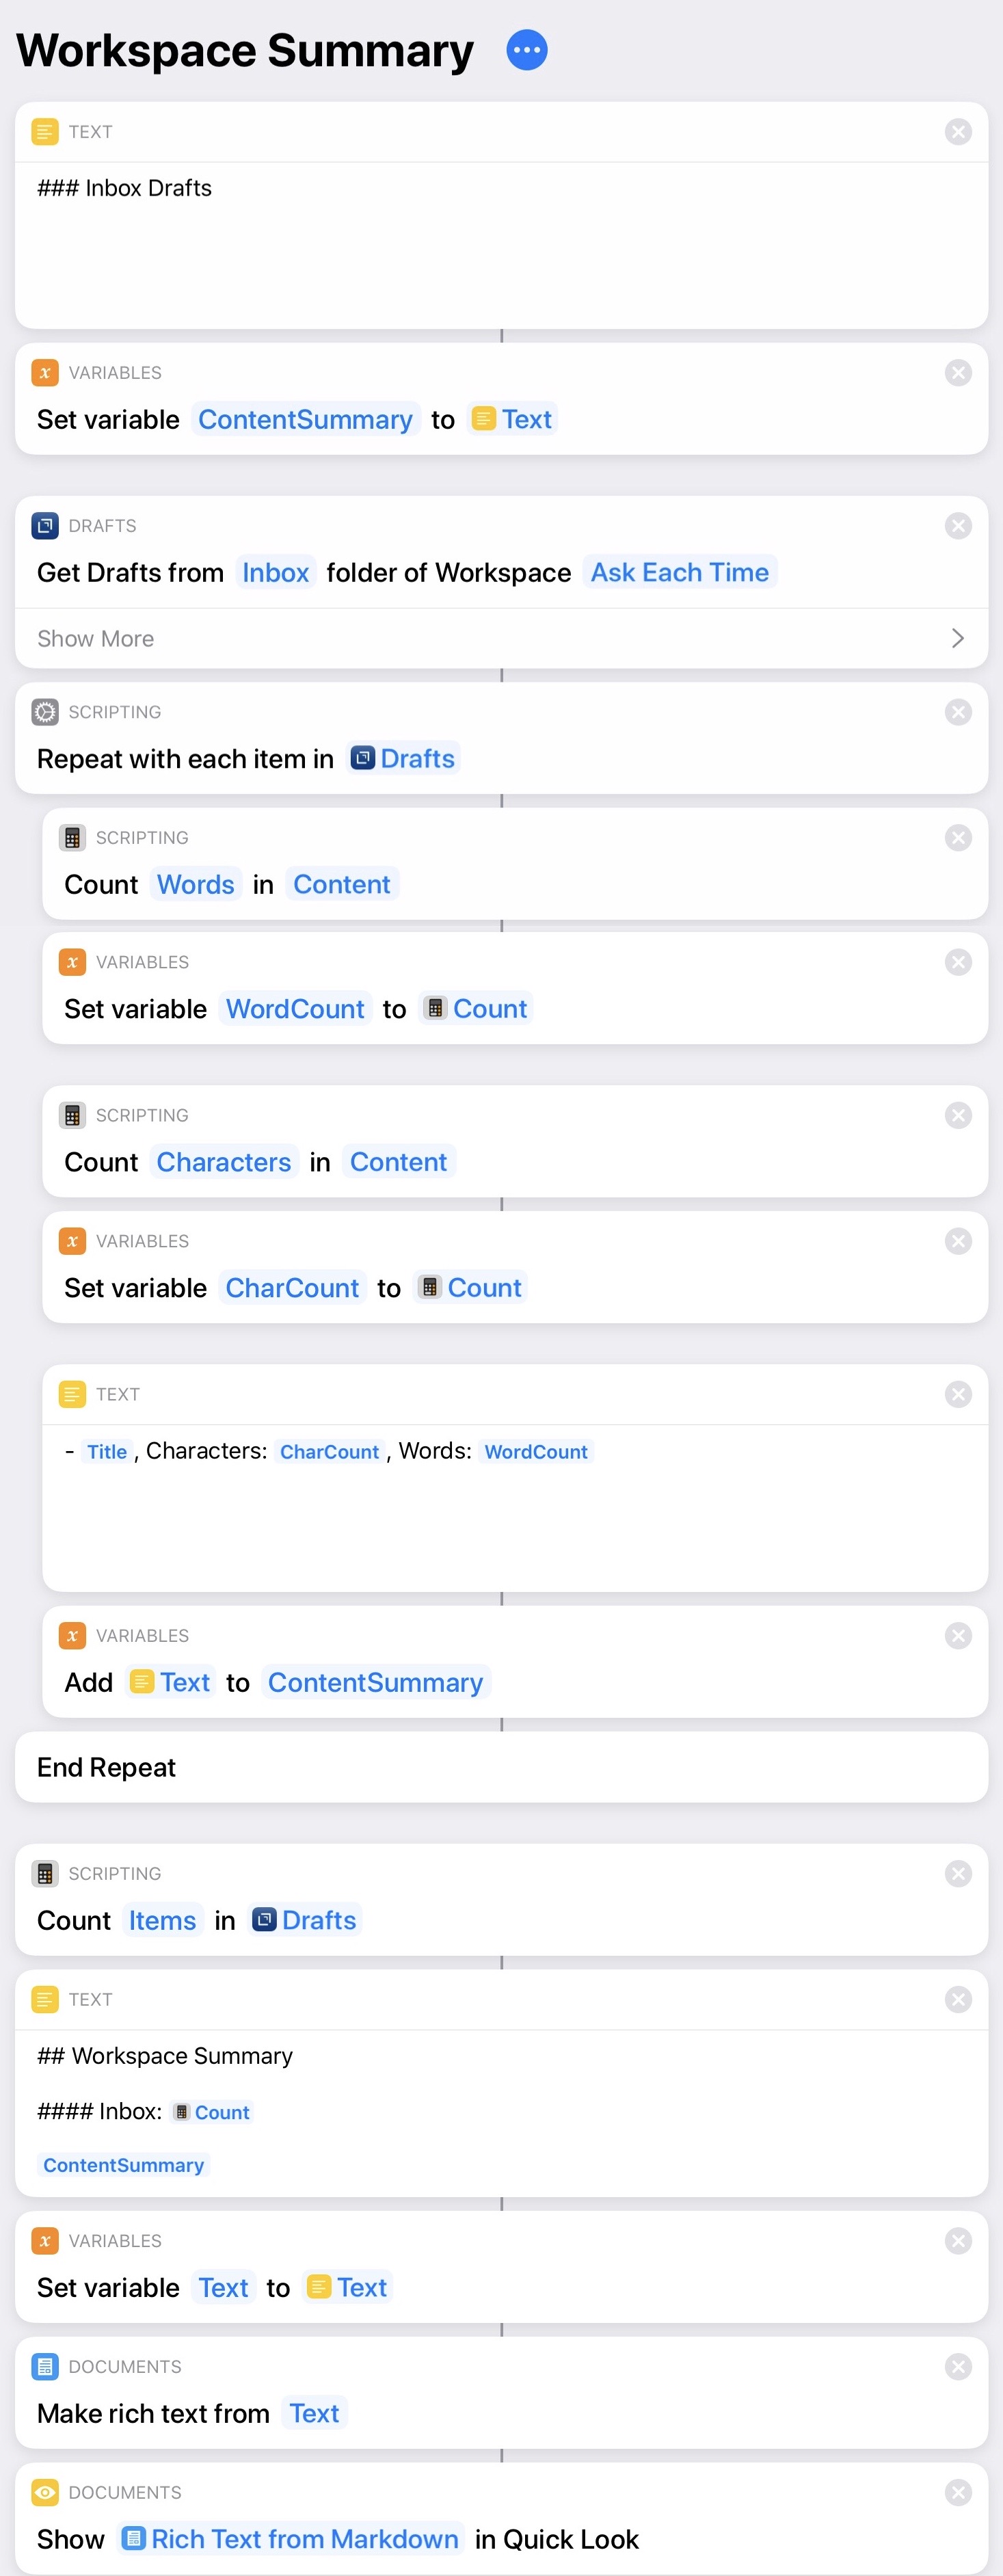 Workspace Summary
TEXT
### Inbox Drafts
VARIABLES
Set variable ContentSummary to Text
DRAFTS
Get Drafts from Inbox folder of Workspace Ask Each Time
Show More
SCRIPTING
Repeat with each item in Drafts
SCRIPTING
Count Words in Content
VARIABLES
Set variable WordCount to Count
SCRIPTING
Count Characters in Content
VARIABLES
Set variable CharCount to Count
TEXT
- Title , Characters: CharCount , Words: WordCount
VARIABLES
Add Text to ContentSummary
End Repeat
SCRIPTING
Count Items in Drafts
TEXT
## Workspace Summary
#### Inbox: Count
ContentSummary
VARIABLES
Set variable Text to Text
DOCUMENTS
Make rich text from Text
DOCUMENTS
Show Rich Text from Markdown in Quick Look